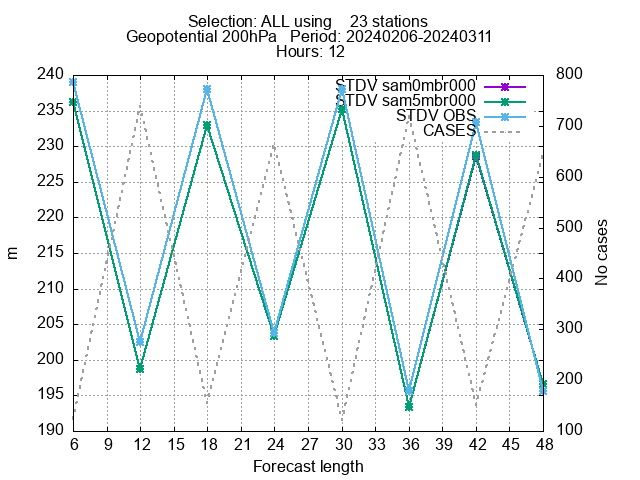 Selection: ALL using    23 stations
Geopotential 200hPa   Period: 20240206-20240311
Hours: 12
STDV sam0mbr000
STDV sam5mbr000
STDV OBS
CASES
240
235
230
225
220
215
210
205
200
195
190
m
800
700
600
500
400
300
200
100
No cases
6 9 12 15 18 21 24 27 30 33 36 39 42 45 48
Forecast length